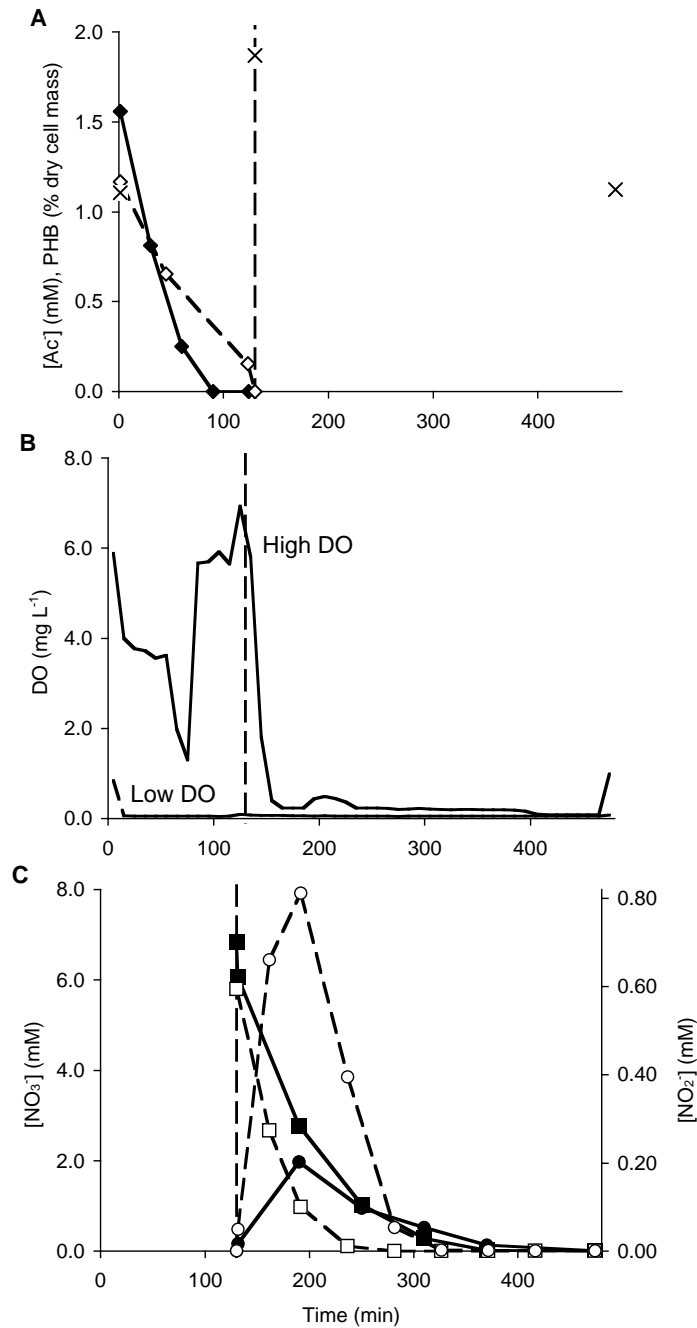 A
[Ac-] (mM), PHB (% dry cell mass)
2.0
1.5
1.0
0.5
0.0
0 100 200 300 400
B
DO (mg L-1)
8.0
6.0
4.0
2.0
0.0
High DO
Low DO
0 100 200 300 400
C
[NO3-] (mM)
8.0
6.0
4.0
2.0
0.0
0.80
0.60
0.40
0.20
0.00
[NO2-] (mM)
0 100 200 300 400
Time (min)